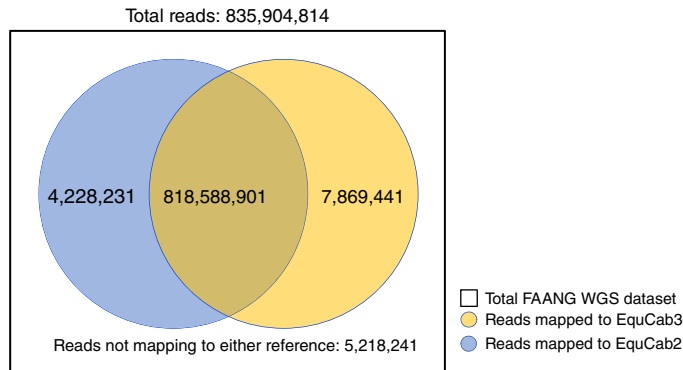 Total reads: 835,904,814
4,228,231
818,588,901
7,869,441
Reads not mapping to either reference: 5,218,241
Total FAANG WGS dataset
Reads mapped to EquCab3
Reads mapped to EquCab2